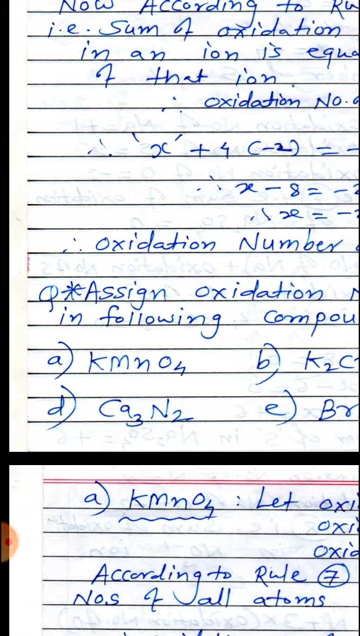 Now According to Ru
i.e. Sum of oxidation
in an ion is equa
of that ion.
∴ oxidation No.
∴ 'x' + 4 (-2) = -
∴ x - 8 = -
∴ x = -
∴ oxidation Number
Q* Assign oxidation N
in following compou
a) KMnO4 b) K2C
d) Ca3N2 e) Br
a) KMnO4 : Let oxi
oxi
oxid
According to Rule 7
No.s of all atoms